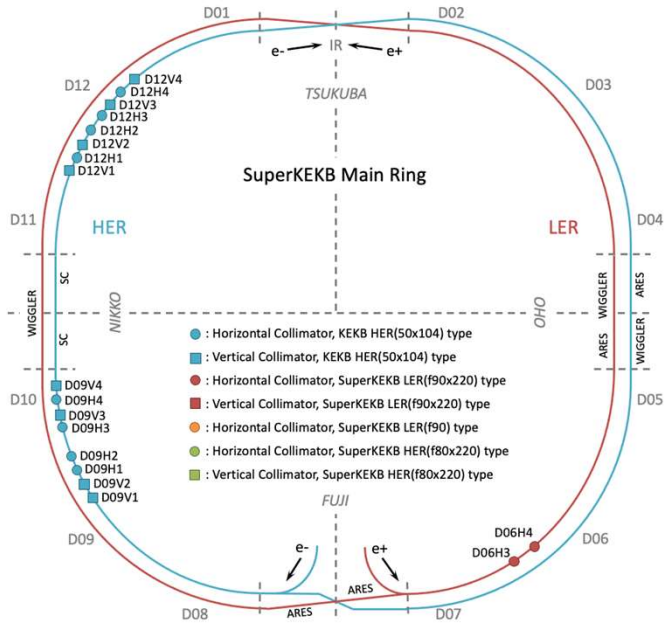 D01
D02
e-
IR
e+
TSUKUBA
D12
D03
D12V4
D12H4
D12V3
D12H3
D12H2
D12V2
D12H1
D12V1
SuperKEKB Main Ring
D11
HER
LER
D04
SC
WIGGLER
ARES
WIGGLER
NIKKO
OHO
SC
ARES
WIGGLER
: Horizontal Collimator, KEKB HER(50x104) type
: Vertical Collimator, KEKB HER(50x104) type
: Horizontal Collimator, SuperKEKB LER(f90x220) type
: Vertical Collimator, SuperKEKB LER(f90x220) type
: Horizontal Collimator, SuperKEKB LER(f90) type
: Horizontal Collimator, SuperKEKB HER(f80x220) type
: Vertical Collimator, SuperKEKB HER(f80x220) type
D10
D05
D09V4
D09H4
D09V3
D09H3
D09H2
D09H1
D09V2
D09V1
FUJI
D09
D06
D06H4
D06H3
e-
e+
ARES
ARES
D08
D07